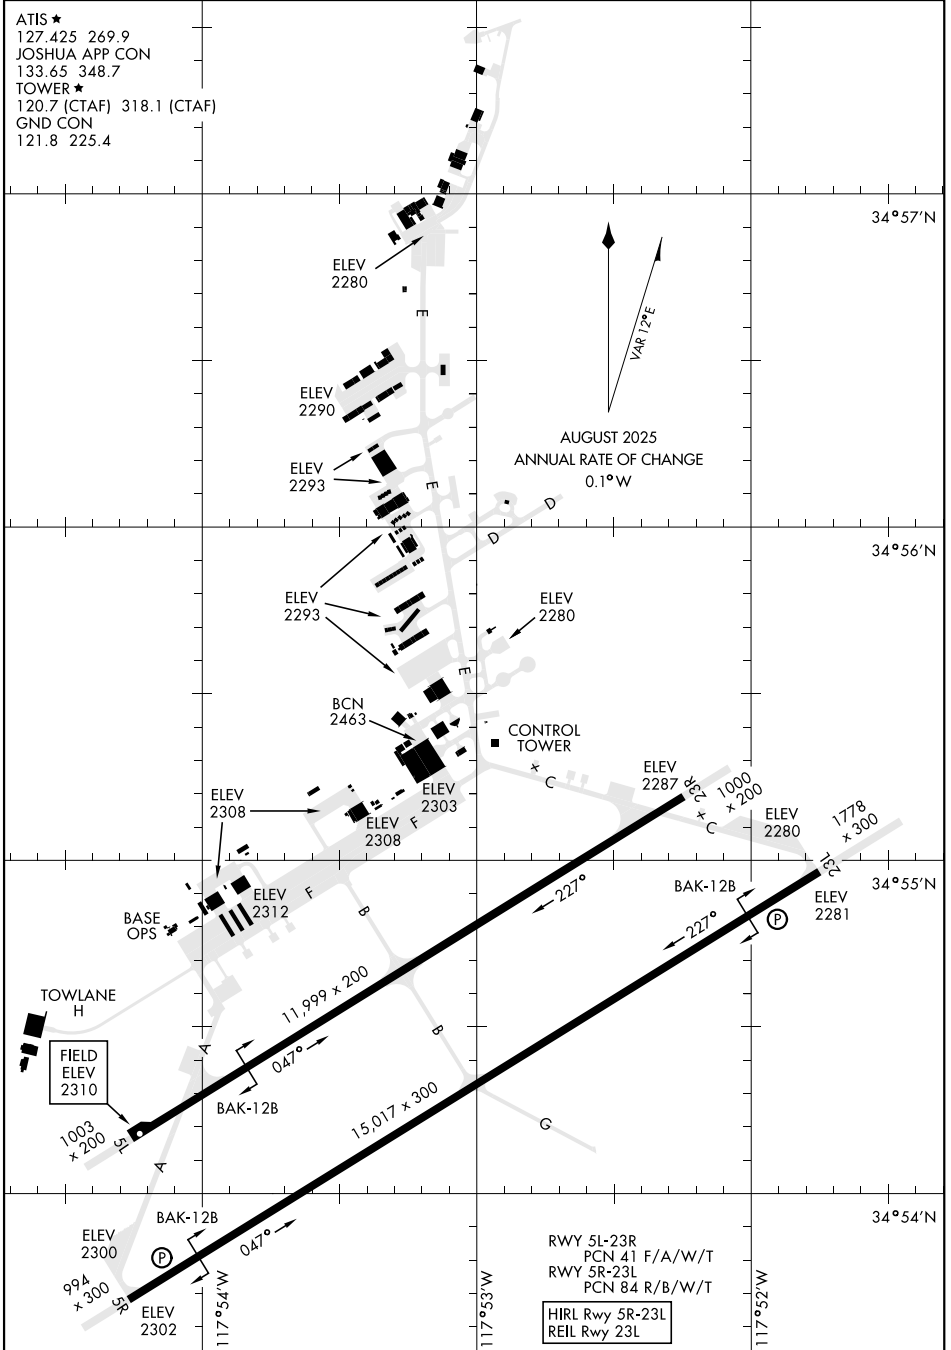 ATIS ★
127.425 269.9
JOSHUA APP CON
133.65 348.7
TOWER ★
120.7 (CTAF) 318.1 (CTAF)
GND CON
121.8 225.4
34°57'N
ELEV
2280
E
VAR 12°E
ELEV
2290
AUGUST 2025
ANNUAL RATE OF CHANGE
0.1°W
ELEV
2293
E
D
D
34°56'N
ELEV
2293
ELEV
2280
E
BCN
2463
CONTROL
TOWER
C
ELEV
2287
23R
1000
x 200
ELEV
2303
ELEV
2308
ELEV
2308
F
C
ELEV
2280
1778
x 300
23L
34°55'N
ELEV
2281
BAK-12B
P
227°
227°
ELEV
2312
F
B
BASE
OPS
TOWLANE
H
11,999 x 200
B
A
047°
FIELD
ELEV
2310
BAK-12B
15,017 x 300
G
1003
x 200
5L
A
34°54'N
BAK-12B
ELEV
2300
P
047°
994
x 300
5R
ELEV
2302
117°54'W
117°53'W
117°52'W
RWY 5L-23R
PCN 41 F/A/W/T
RWY 5R-23L
PCN 84 R/B/W/T
HIRL Rwy 5R-23L
REIL Rwy 23L